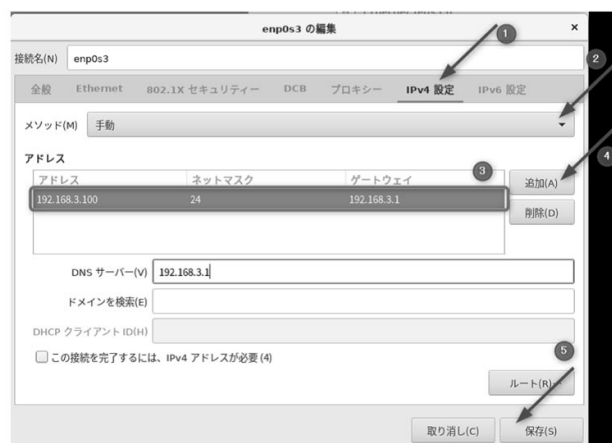 enp0s3 の編集
×
1
接続名(N) enp0s3
2
全般 Ethernet 802.1X セキュリティー DCB プロキシー IPv4 設定 IPv6 設定
メソッド(M) 手動
4
アドレス
3
アドレス ネットマスク ゲートウェイ
追加(A)
192.168.3.100 24 192.168.3.1
削除(D)
DNS サーバー(V) 192.168.3.1
ドメインを検索(E)
DHCP クライアント ID(H)
この接続を完了するには、IPv4 アドレスが必要 (4)
5
ルート(R)
取り消し(C) 保存(S)